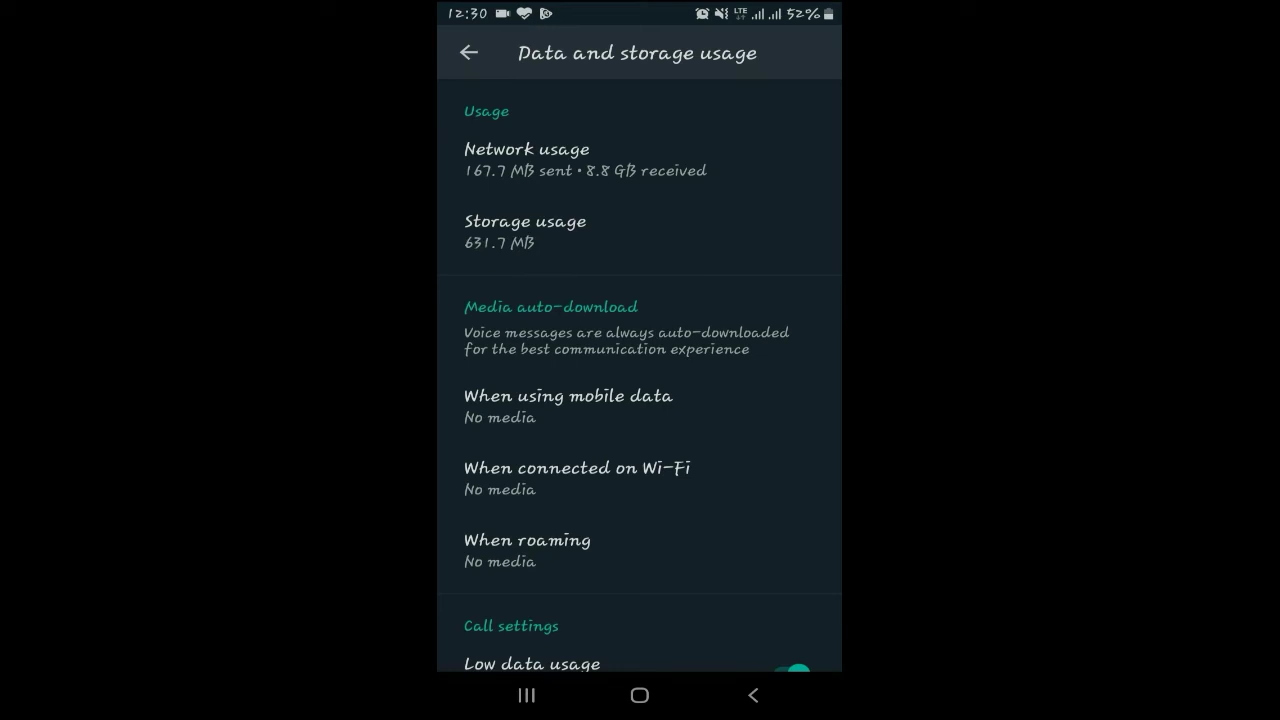 12:30 LTE 52%
Data and storage usage
Usage
Network usage
167.7 MB sent • 8.8 GB received
Storage usage
631.7 MB
Media auto-download
Voice messages are always auto-downloaded
for the best communication experience
When using mobile data
No media
When connected on Wi-Fi
No media
When roaming
No media
Call settings
Low data usage